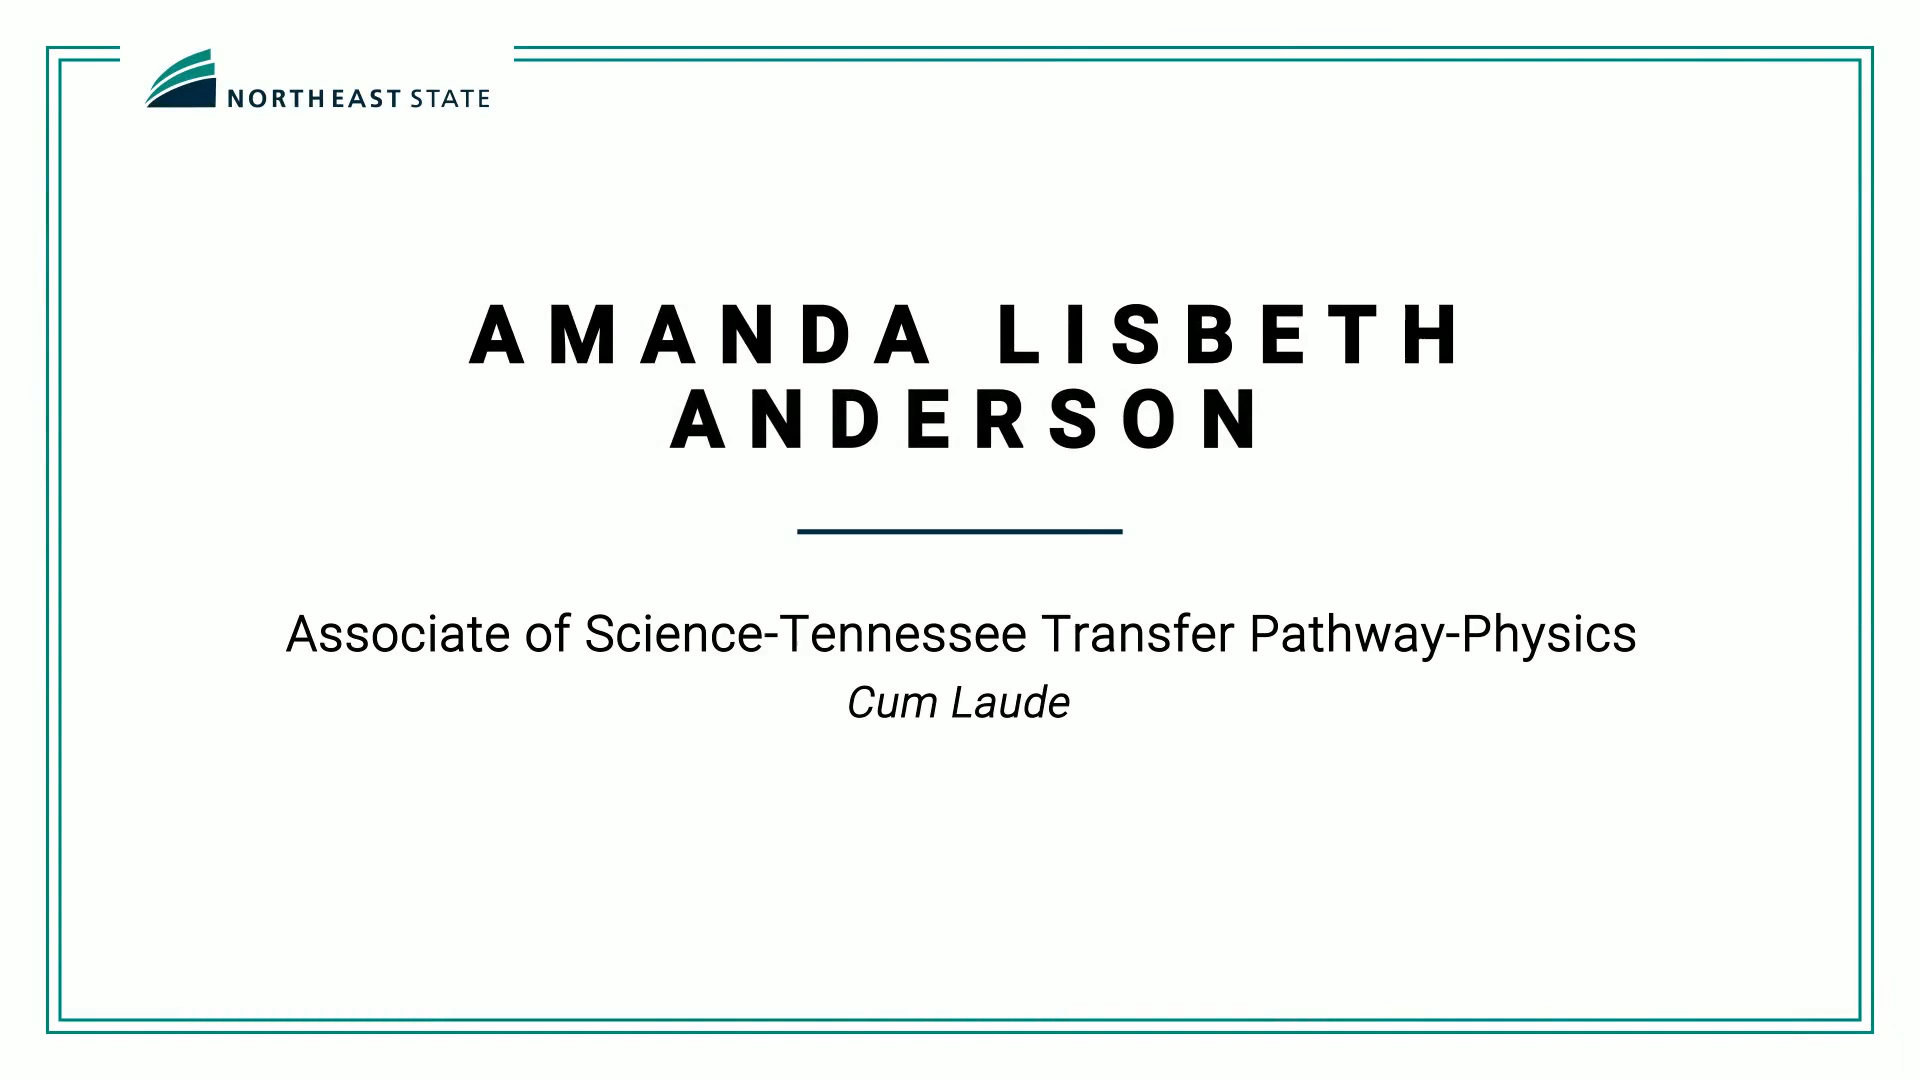 NORTHEAST STATE
AMANDA LISBETH
ANDERSON
Associate of Science-Tennessee Transfer Pathway-Physics
Cum Laude